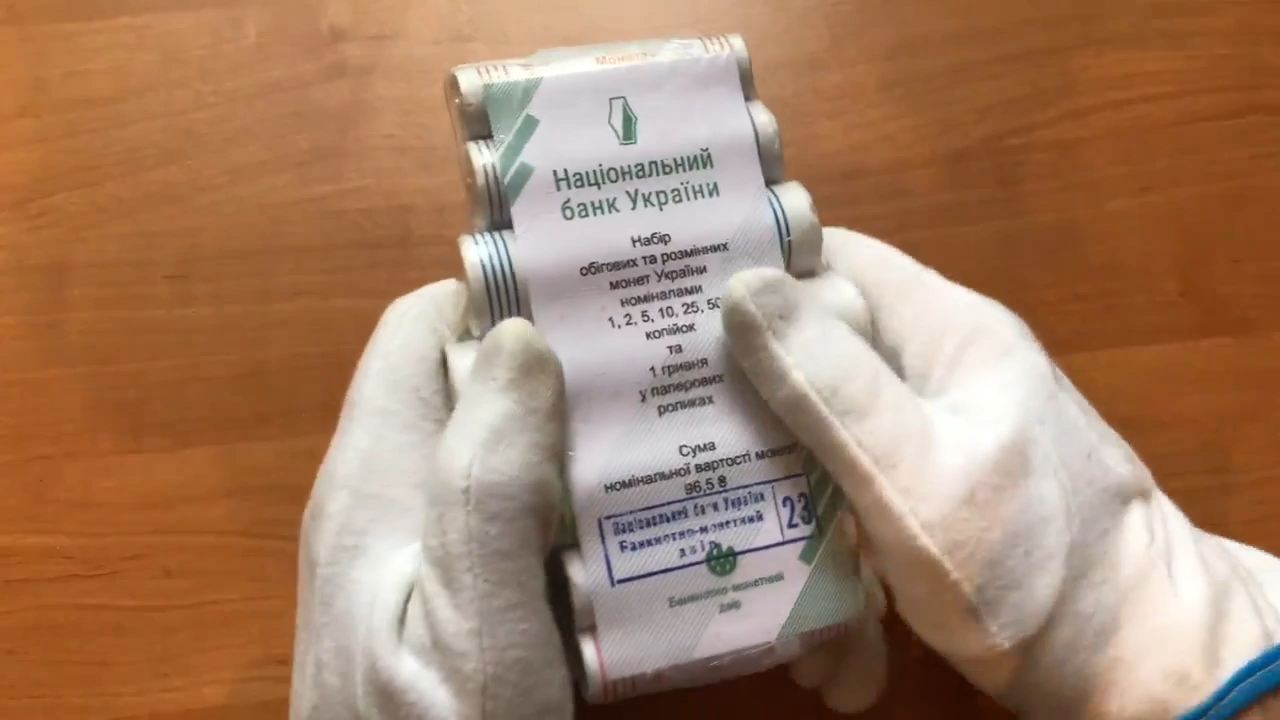 Монета
Національний
банк України
Набір
обігових та розмінних
монет України
номіналами
1, 2, 5, 10, 25, 50
копійок
та
1 гривня
у паперових
роликах
Сума
номінальної вартості монет
96,5 ₴
Національний банк України
23
Банкнотно-монетний
двір
Банкнотно-монетний
двір